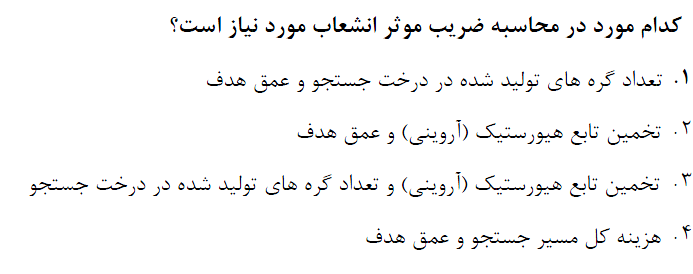 کدام مورد در محاسبه ضریب موثر انشعاب مورد نیاز است؟
۱. تعداد گره های تولید شده در درخت جستجو و عمق هدف
۲. تخمین تابع هیورستیک (آروینی) و عمق هدف
۳. تخمین تابع هیورستیک (آروینی) و تعداد گره های تولید شده در درخت جستجو
۴. هزینه کل مسیر جستجو و عمق هدف